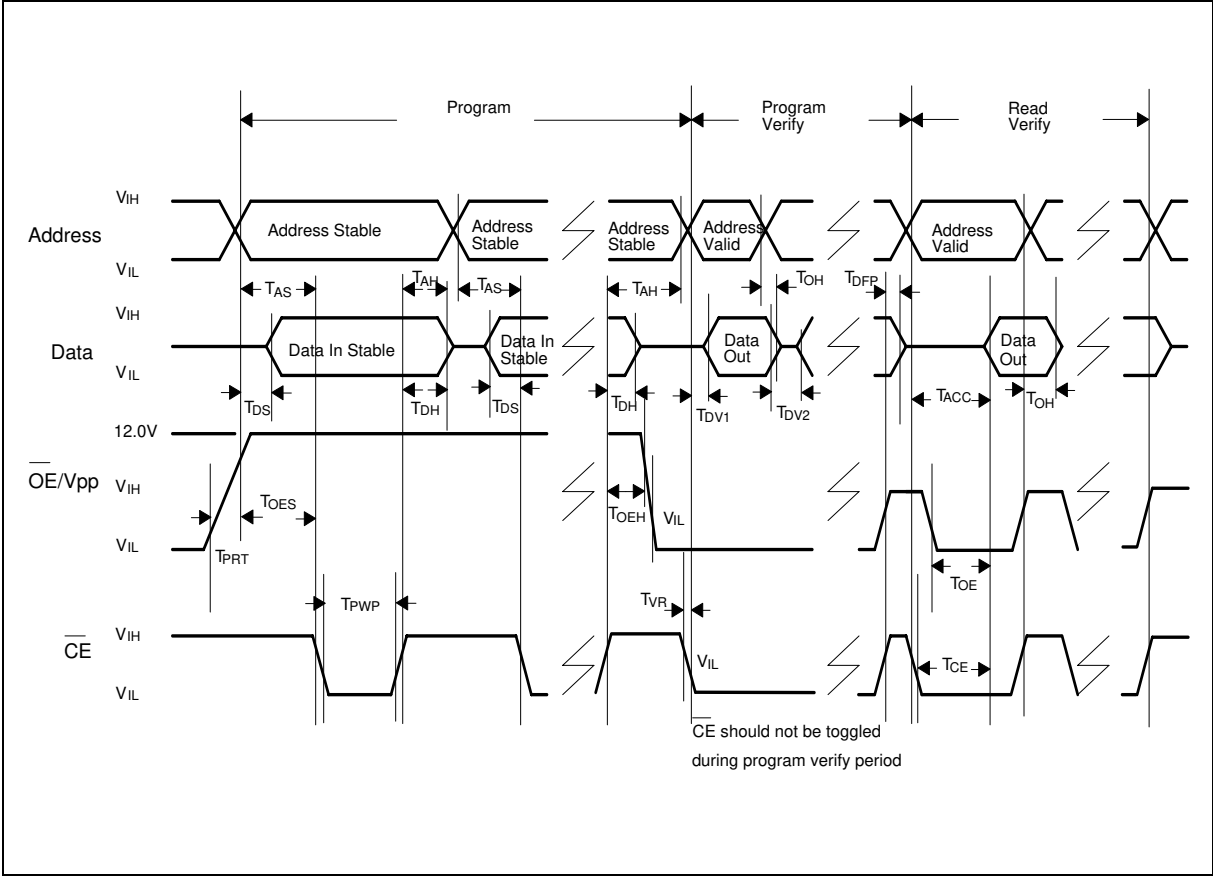 Program
Program
Verify
Read
Verify
Address
VIH
VIL
Address Stable
Address
Stable
Address
Stable
Address
Valid
Address
Valid
TAS
TAH
TAS
TAH
TOH
TDFP
Data
VIH
VIL
Data In Stable
Data In
Stable
Data
Out
Data
Out
TDS
TDH
TDS
TDH
TDV1
TDV2
TACC
TOH
OE/Vpp
12.0V
VIH
VIL
TOES
TPRT
TOEH
VIL
TOE
CE
VIH
VIL
TPWP
TVR
VIL
TCE
CE should not be toggled
during program verify period